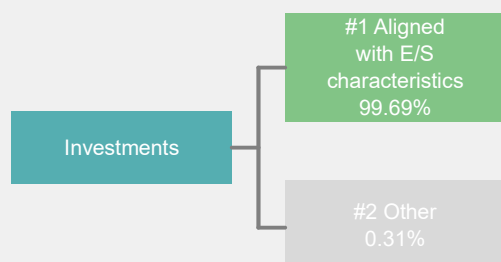 #1 Aligned
with E/S
characteristics
99.69%
Investments
#2 Other
0.31%